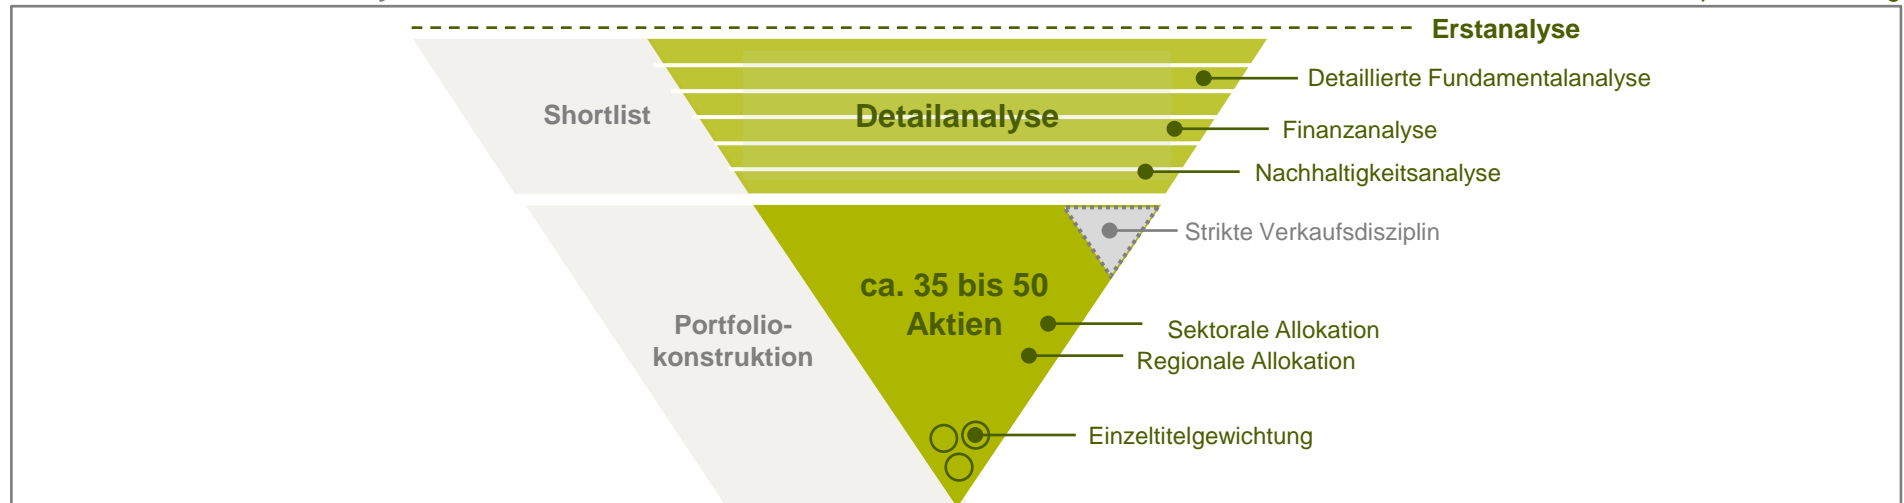 Erstanalyse
Detaillierte Fundamentalanalyse
Shortlist
Detailanalyse
Finanzanalyse
Nachhaltigkeitsanalyse
Strikte Verkaufsdisziplin
ca. 35 bis 50
Aktien
Portfolio-
konstruktion
Sektorale Allokation
Regionale Allokation
Einzeltitelgewichtung